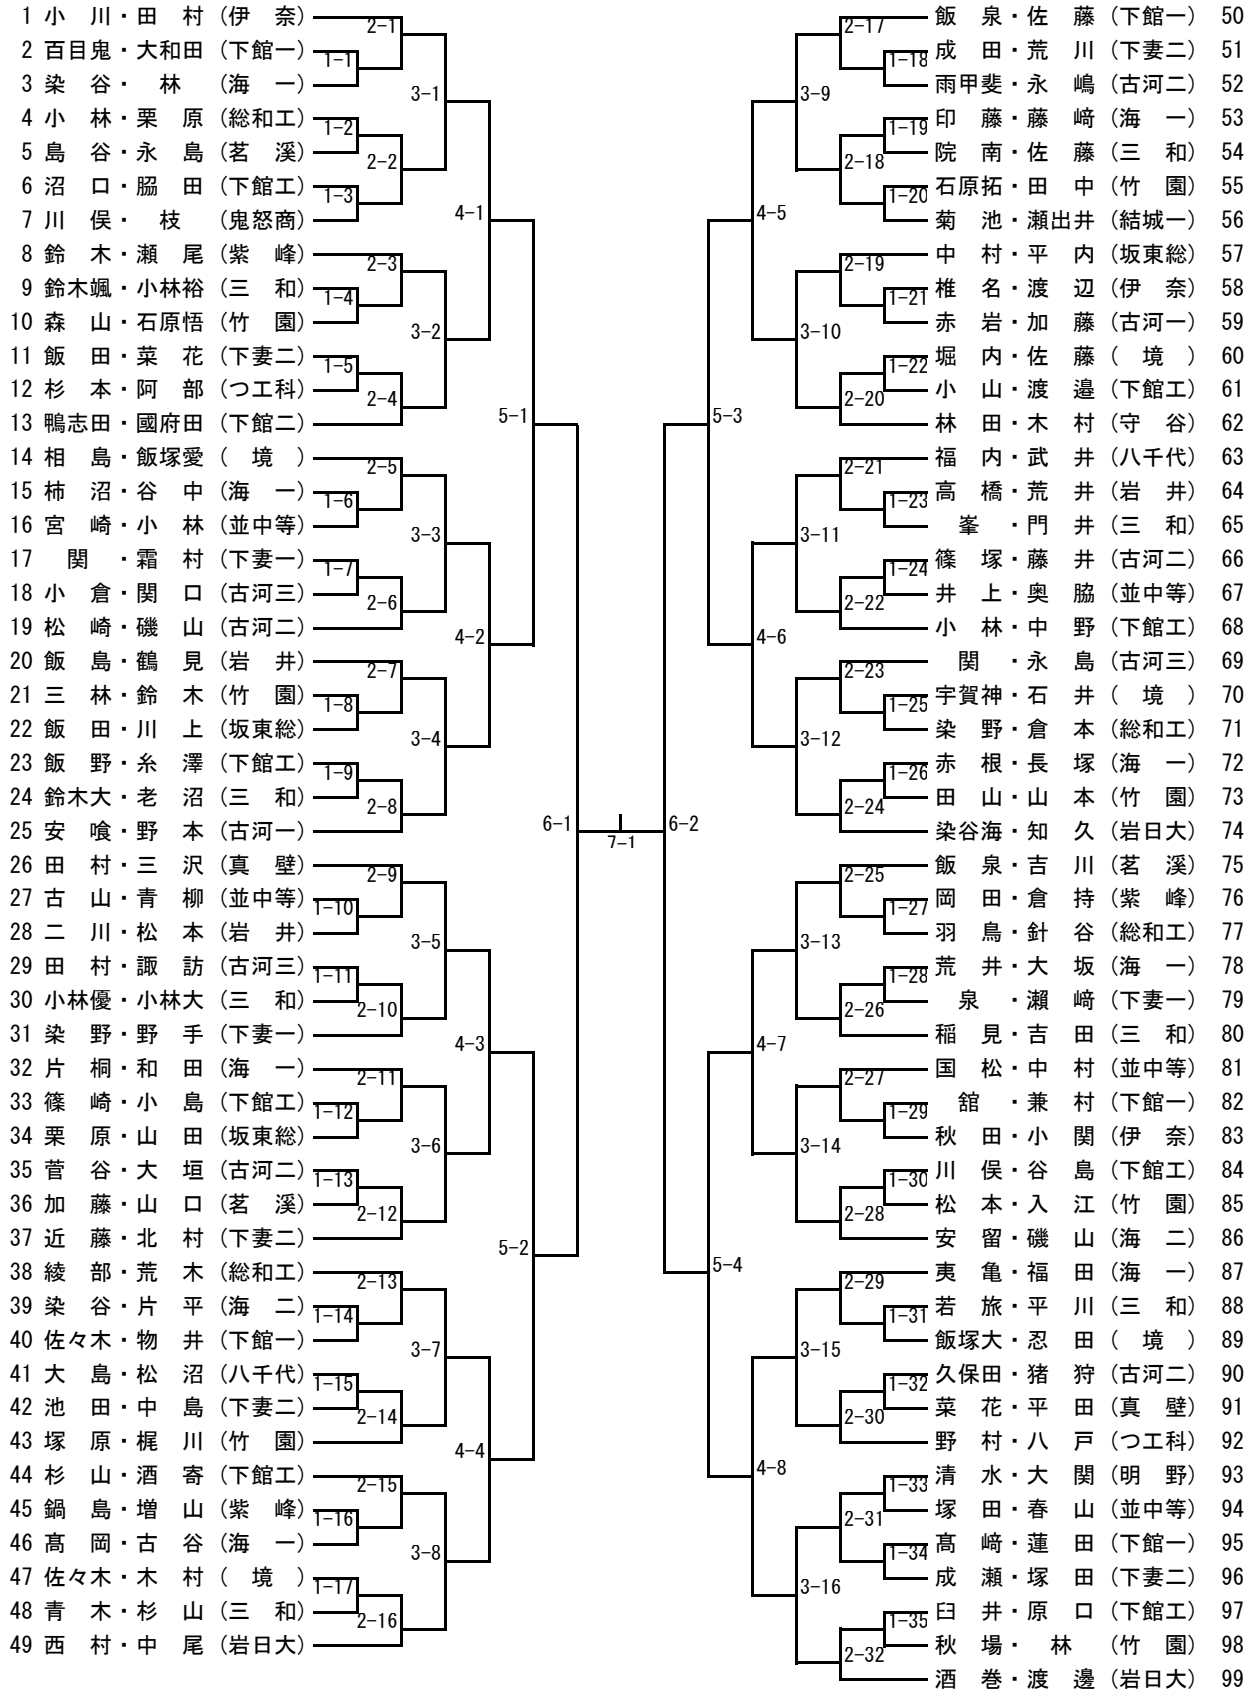 1 小 川・田 村 (伊 奈)
2 百目鬼・大和田 (下館一)
3 染 谷・ 林 (海 一)
4 小 林・栗 原 (総和工)
5 島 谷・永 島 (茗 溪)
6 沼 口・脇 田 (下館工)
7 川 俣・ 枝 (鬼怒商)
8 鈴 木・瀬 尾 (紫 峰)
9 鈴木颯・小林裕 (三 和)
10 森 山・石原悟 (竹 園)
11 飯 田・菜 花 (下妻二)
12 杉 本・阿 部 (つ工科)
13 鴨志田・國府田 (下館二)
14 相 島・飯塚愛 ( 境 )
15 柿 沼・谷 中 (海 一)
16 宮 崎・小 林 (並中等)
17 関 ・霜 村 (下妻一)
18 小 倉・関 口 (古河三)
19 松 崎・磯 山 (古河二)
20 飯 島・鶴 見 (岩 井)
21 三 林・鈴 木 (竹 園)
22 飯 田・川 上 (坂東総)
23 飯 野・糸 澤 (下館工)
24 鈴木大・老 沼 (三 和)
25 安 喰・野 本 (古河一)
26 田 村・三 沢 (真 壁)
27 古 山・青 柳 (並中等)
28 二 川・松 本 (岩 井)
29 田 村・諏 訪 (古河三)
30 小林優・小林大 (三 和)
31 染 野・野 手 (下妻一)
32 片 桐・和 田 (海 一)
33 篠 崎・小 島 (下館工)
34 栗 原・山 田 (坂東総)
35 菅 谷・大 垣 (古河二)
36 加 藤・山 口 (茗 溪)
37 近 藤・北 村 (下妻二)
38 綾 部・荒 木 (総和工)
39 染 谷・片 平 (海 二)
40 佐々木・物 井 (下館一)
41 大 島・松 沼 (八千代)
42 池 田・中 島 (下妻二)
43 塚 原・梶 川 (竹 園)
44 杉 山・酒 寄 (下館工)
45 鍋 島・増 山 (紫 峰)
46 髙 岡・古 谷 (海 一)
47 佐々木・木 村 ( 境 )
48 青 木・杉 山 (三 和)
49 西 村・中 尾 (岩日大)
1-1
1-2
1-3
1-4
1-5
1-6
1-7
1-8
1-9
1-10
1-11
1-12
1-13
1-14
1-15
1-16
1-17
2-1
2-2
2-3
2-4
2-5
2-6
2-7
2-8
2-9
2-10
2-11
2-12
2-13
2-14
2-15
2-16
3-1
3-2
3-3
3-4
3-5
3-6
3-7
3-8
4-1
4-2
4-3
4-4
5-1
5-2
6-1
7-1
6-2
5-3
5-4
4-5
4-6
4-7
4-8
3-9
3-10
3-11
3-12
3-13
3-14
3-15
3-16
2-17
2-18
2-19
2-20
2-21
2-22
2-23
2-24
2-25
2-26
2-27
2-28
2-29
2-30
2-31
2-32
1-18
1-19
1-20
1-21
1-22
1-23
1-24
1-25
1-26
1-27
1-28
1-29
1-30
1-31
1-32
1-33
1-34
1-35
飯 泉・佐 藤 (下館一) 50
成 田・荒 川 (下妻二) 51
雨甲斐・永 嶋 (古河二) 52
印 藤・藤 﨑 (海 一) 53
院 南・佐 藤 (三 和) 54
石原拓・田 中 (竹 園) 55
菊 池・瀬出井 (結城一) 56
中 村・平 内 (坂東総) 57
椎 名・渡 辺 (伊 奈) 58
赤 岩・加 藤 (古河一) 59
堀 内・佐 藤 ( 境 ) 60
小 山・渡 邉 (下館工) 61
林 田・木 村 (守 谷) 62
福 内・武 井 (八千代) 63
高 橋・荒 井 (岩 井) 64
峯 ・門 井 (三 和) 65
篠 塚・藤 井 (古河二) 66
井 上・奥 脇 (並中等) 67
小 林・中 野 (下館工) 68
関 ・永 島 (古河三) 69
宇賀神・石 井 ( 境 ) 70
染 野・倉 本 (総和工) 71
赤 根・長 塚 (海 一) 72
田 山・山 本 (竹 園) 73
染谷海・知 久 (岩日大) 74
飯 泉・吉 川 (茗 溪) 75
岡 田・倉 持 (紫 峰) 76
羽 鳥・針 谷 (総和工) 77
荒 井・大 坂 (海 一) 78
泉 ・瀬 﨑 (下妻一) 79
稲 見・吉 田 (三 和) 80
国 松・中 村 (並中等) 81
舘 ・兼 村 (下館一) 82
秋 田・小 関 (伊 奈) 83
川 俣・谷 島 (下館工) 84
松 本・入 江 (竹 園) 85
安 留・磯 山 (海 二) 86
夷 亀・福 田 (海 一) 87
若 旅・平 川 (三 和) 88
飯塚大・忍 田 ( 境 ) 89
久保田・猪 狩 (古河二) 90
菜 花・平 田 (真 壁) 91
野 村・八 戸 (つ工科) 92
清 水・大 関 (明 野) 93
塚 田・春 山 (並中等) 94
髙 﨑・蓮 田 (下館一) 95
成 瀬・塚 田 (下妻二) 96
臼 井・原 口 (下館工) 97
秋 場・ 林 (竹 園) 98
酒 巻・渡 邊 (岩日大) 99